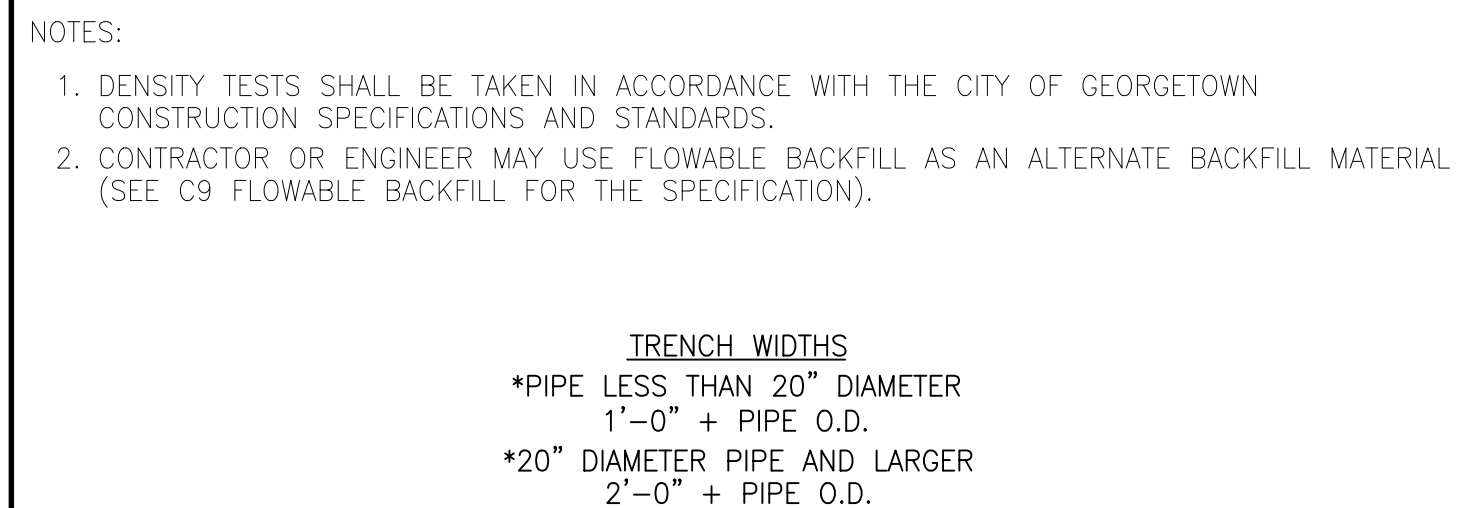 NOTES:
1. DENSITY TESTS SHALL BE TAKEN IN ACCORDANCE WITH THE CITY OF GEORGETOWN
CONSTRUCTION SPECIFICATIONS AND STANDARDS.
2. CONTRACTOR OR ENGINEER MAY USE FLOWABLE BACKFILL AS AN ALTERNATE BACKFILL MATERIAL
(SEE C9 FLOWABLE BACKFILL FOR THE SPECIFICATION).
TRENCH WIDTHS
*PIPE LESS THAN 20" DIAMETER
1'-0" + PIPE O.D.
*20" DIAMETER PIPE AND LARGER
2'-0" + PIPE O.D.